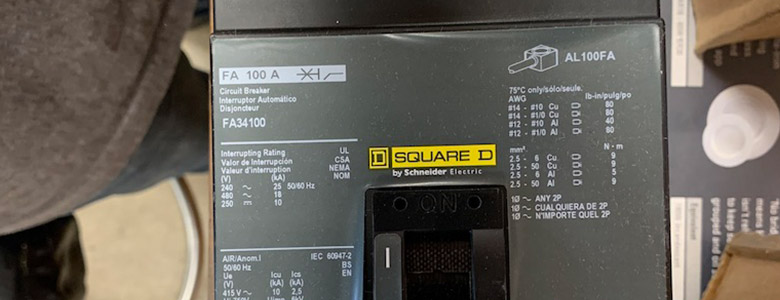 FA 100 A
Circuit Breaker
Interruptor Automático
Disjoncteur
FA34100
Interrupting Rating UL
Valor de Interrupción CSA
Valeur d'interruption NEMA
(V) (kA) NOM
240 ~ 25 50/60 Hz
480 ~ 18
250 ⎓ 10
AIR/Anom.I IEC 60947-2
50/60 Hz BS
Ue Icu Ics EN
(V) (kA) (kA)
415 V~ 10 2,5
SQUARE D
by Schneider Electric
ON
I
AL100FA
75°C only/sólo/seule.
AWG lb-in/pulg/po
#14 - #10 Cu 80
#14 - #1/0 Cu 80
#12 - #10 Al 40
#12 - #1/0 Al 80
mm². N·m
2.5 - 6 Cu 9
2.5 - 50 Cu 9
2.5 - 6 Al 5
2.5 - 50 Al 9
1Ø ~ ANY 2P
1Ø ~ CUALQUIERA DE 2P
1Ø ~ N'IMPORTE QUEL 2P